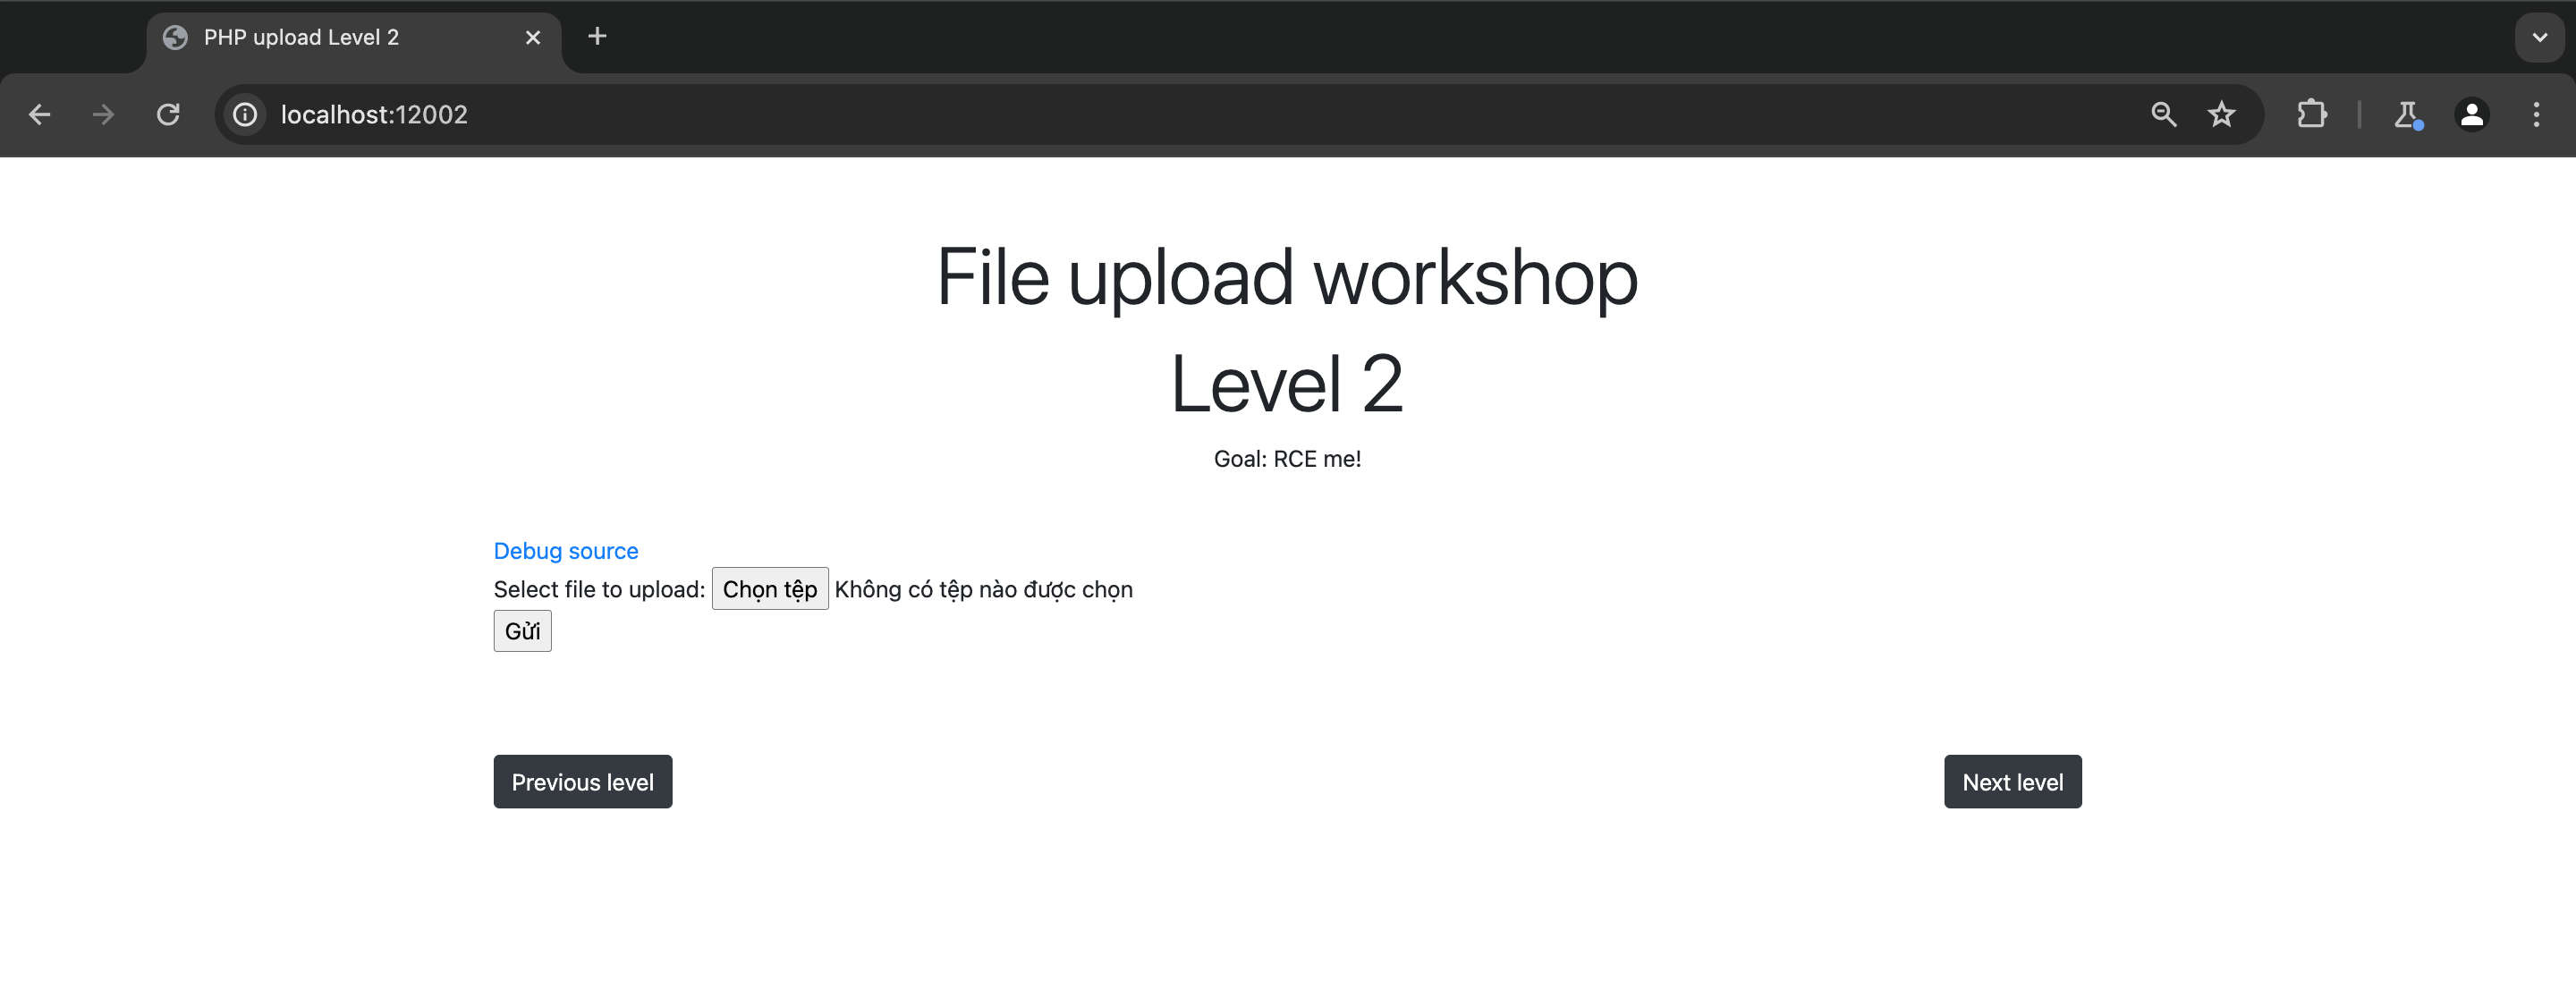 PHP upload Level 2
localhost:12002
File upload workshop
Level 2
Goal: RCE me!
Debug source
Select file to upload: Chọn tệp Không có tệp nào được chọn
Gửi
Previous level Next level